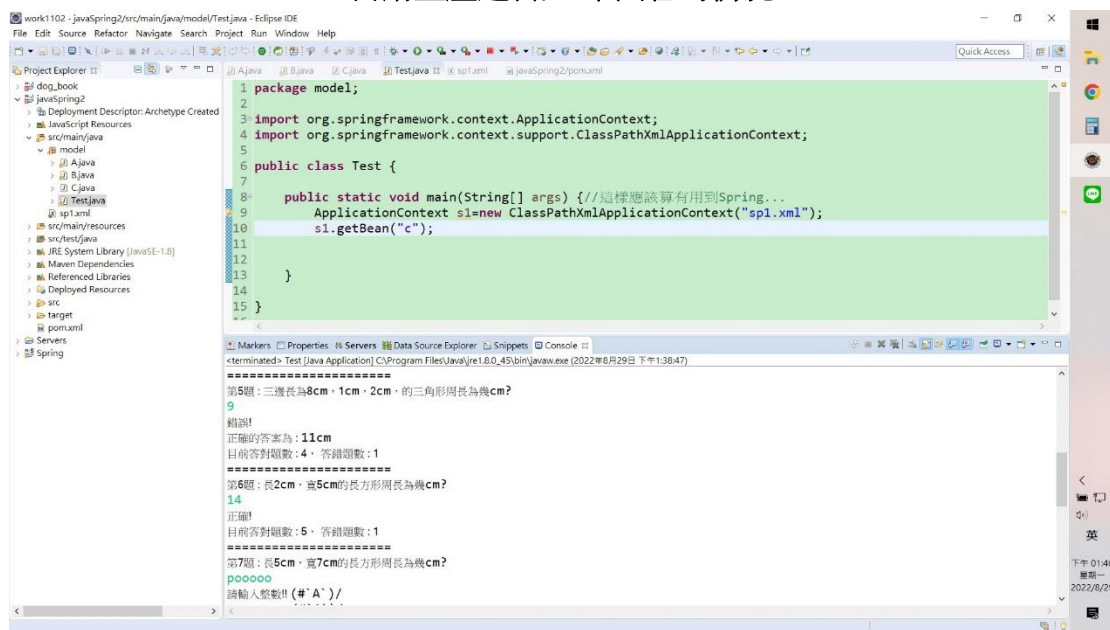 work1102 - javaSpring2/src/main/java/model/Test.java - Eclipse IDE
File Edit Source Refactor Navigate Search Project Run Window Help
Quick Access
Project Explorer
A.java B.java C.java Test.java sp1.xml javaSpring2/pom.xml
dog_book
javaSpring2
Deployment Descriptor: Archetype Created
JavaScript Resources
src/main/java
model
A.java
B.java
C.java
Test.java
sp1.xml
src/main/resources
src/test/java
JRE System Library [JavaSE-1.8]
Maven Dependencies
Referenced Libraries
Deployed Resources
src
target
pom.xml
Servers
Spring
1 package model;
2
3 import org.springframework.context.ApplicationContext;
4 import org.springframework.context.support.ClassPathXmlApplicationContext;
5
6 public class Test {
7
8 public static void main(String[] args) {//這樣應該算有用到Spring...
9 ApplicationContext s1=new ClassPathXmlApplicationContext("sp1.xml");
10 s1.getBean("c");
11
12
13 }
14
15 }
Markers Properties Servers Data Source Explorer Snippets Console
<terminated> Test [Java Application] C:\Program Files\Java\jre1.8.0_45\bin\javaw.exe (2022年8月29日 下午1:38:47)
======================
第5題:三邊長為8cm,1cm,2cm,的三角形周長為幾cm?
9
錯誤!
正確的答案為:11cm
目前答對題數:4, 答錯題數:1
======================
第6題:長2cm,寬5cm的長方形周長為幾cm?
14
正確!
目前答對題數:5, 答錯題數:1
======================
第7題:長5cm,寬7cm的長方形周長為幾cm?
pooooo
請輸入整數!! (#`A`)/
英
下午 01:46
星期一
2022/8/29